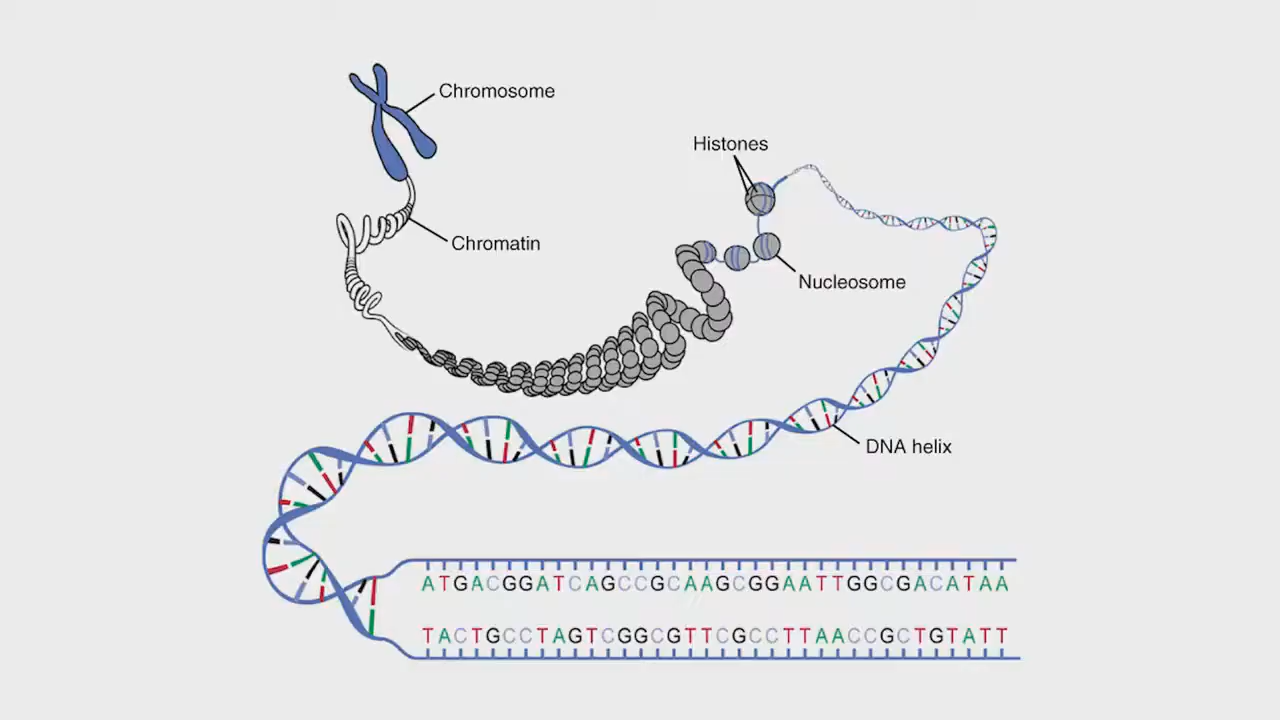 Chromosome
Histones
Chromatin
Nucleosome
DNA helix
ATGACGGATCAGCCGCAAGCGGAATTGGCGACATAA
TACTGCCTAGTCGGCGTTCGCCTTAACCGCTGTATT